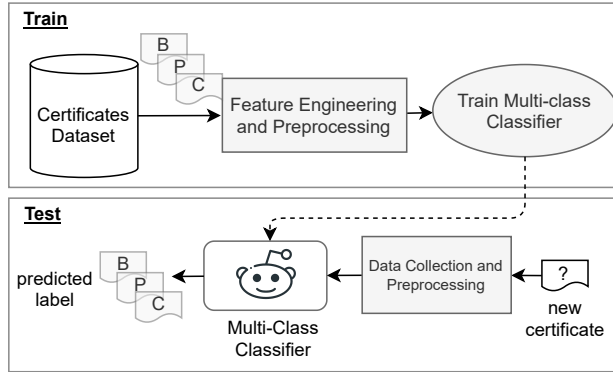 Train
B
P
C
Certificates
Dataset
Feature Engineering
and Preprocessing
Train Multi-class
Classifier
Test
predicted
label
B
P
C
Multi-Class
Classifier
Data Collection and
Preprocessing
?
new
certificate